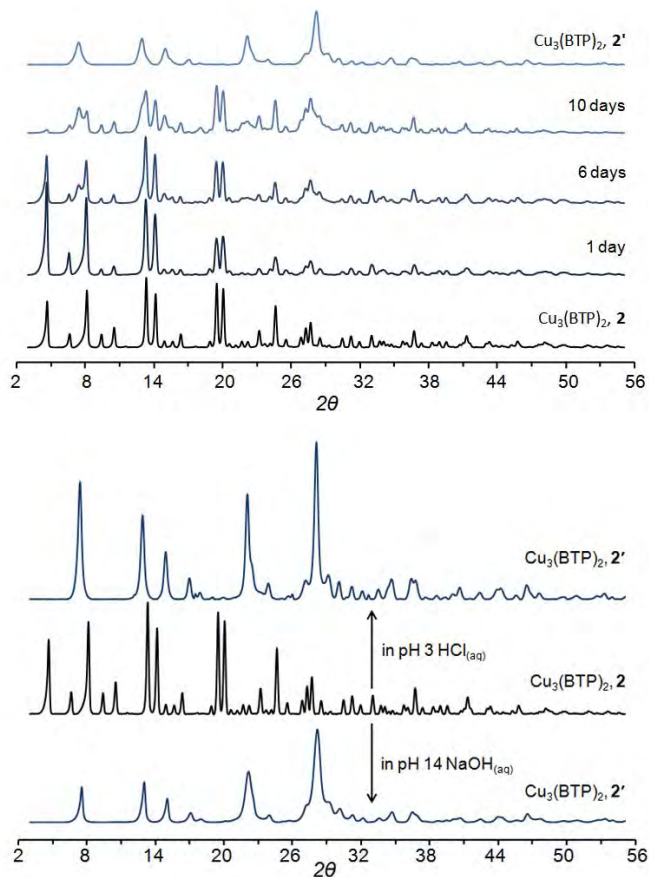 Cu₃(BTP)₂, 2'
10 days
6 days
1 day
Cu₃(BTP)₂, 2
2 8 14 20 26 32 38 44 50 56
2θ
Cu₃(BTP)₂, 2′
in pH 3 HCl(aq)
Cu₃(BTP)₂, 2
in pH 14 NaOH(aq)
Cu₃(BTP)₂, 2′
2 8 14 20 26 32 38 44 50 56
2θ